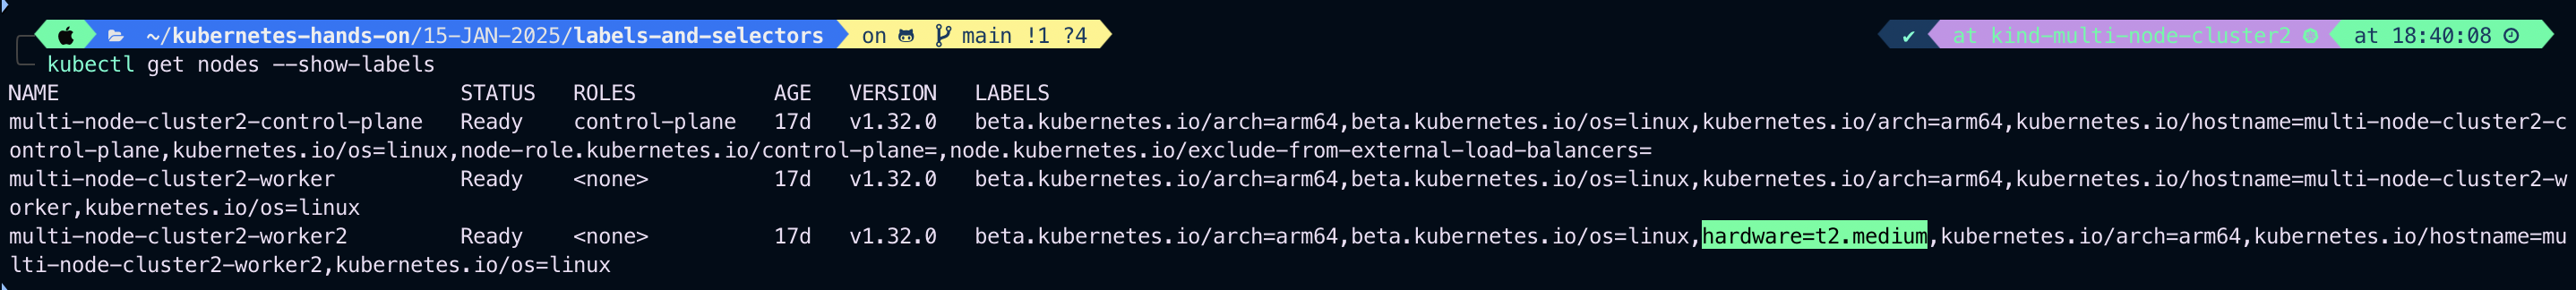 ~/kubernetes-hands-on/15-JAN-2025/labels-and-selectors on main !1 ?4 ✔ at kind-multi-node-cluster2 at 18:40:08
kubectl get nodes --show-labels
NAME STATUS ROLES AGE VERSION LABELS
multi-node-cluster2-control-plane Ready control-plane 17d v1.32.0 beta.kubernetes.io/arch=arm64,beta.kubernetes.io/os=linux,kubernetes.io/arch=arm64,kubernetes.io/hostname=multi-node-cluster2-c
ontrol-plane,kubernetes.io/os=linux,node-role.kubernetes.io/control-plane=,node.kubernetes.io/exclude-from-external-load-balancers=
multi-node-cluster2-worker Ready <none> 17d v1.32.0 beta.kubernetes.io/arch=arm64,beta.kubernetes.io/os=linux,kubernetes.io/arch=arm64,kubernetes.io/hostname=multi-node-cluster2-w
orker,kubernetes.io/os=linux
multi-node-cluster2-worker2 Ready <none> 17d v1.32.0 beta.kubernetes.io/arch=arm64,beta.kubernetes.io/os=linux,hardware=t2.medium,kubernetes.io/arch=arm64,kubernetes.io/hostname=mu
lti-node-cluster2-worker2,kubernetes.io/os=linux